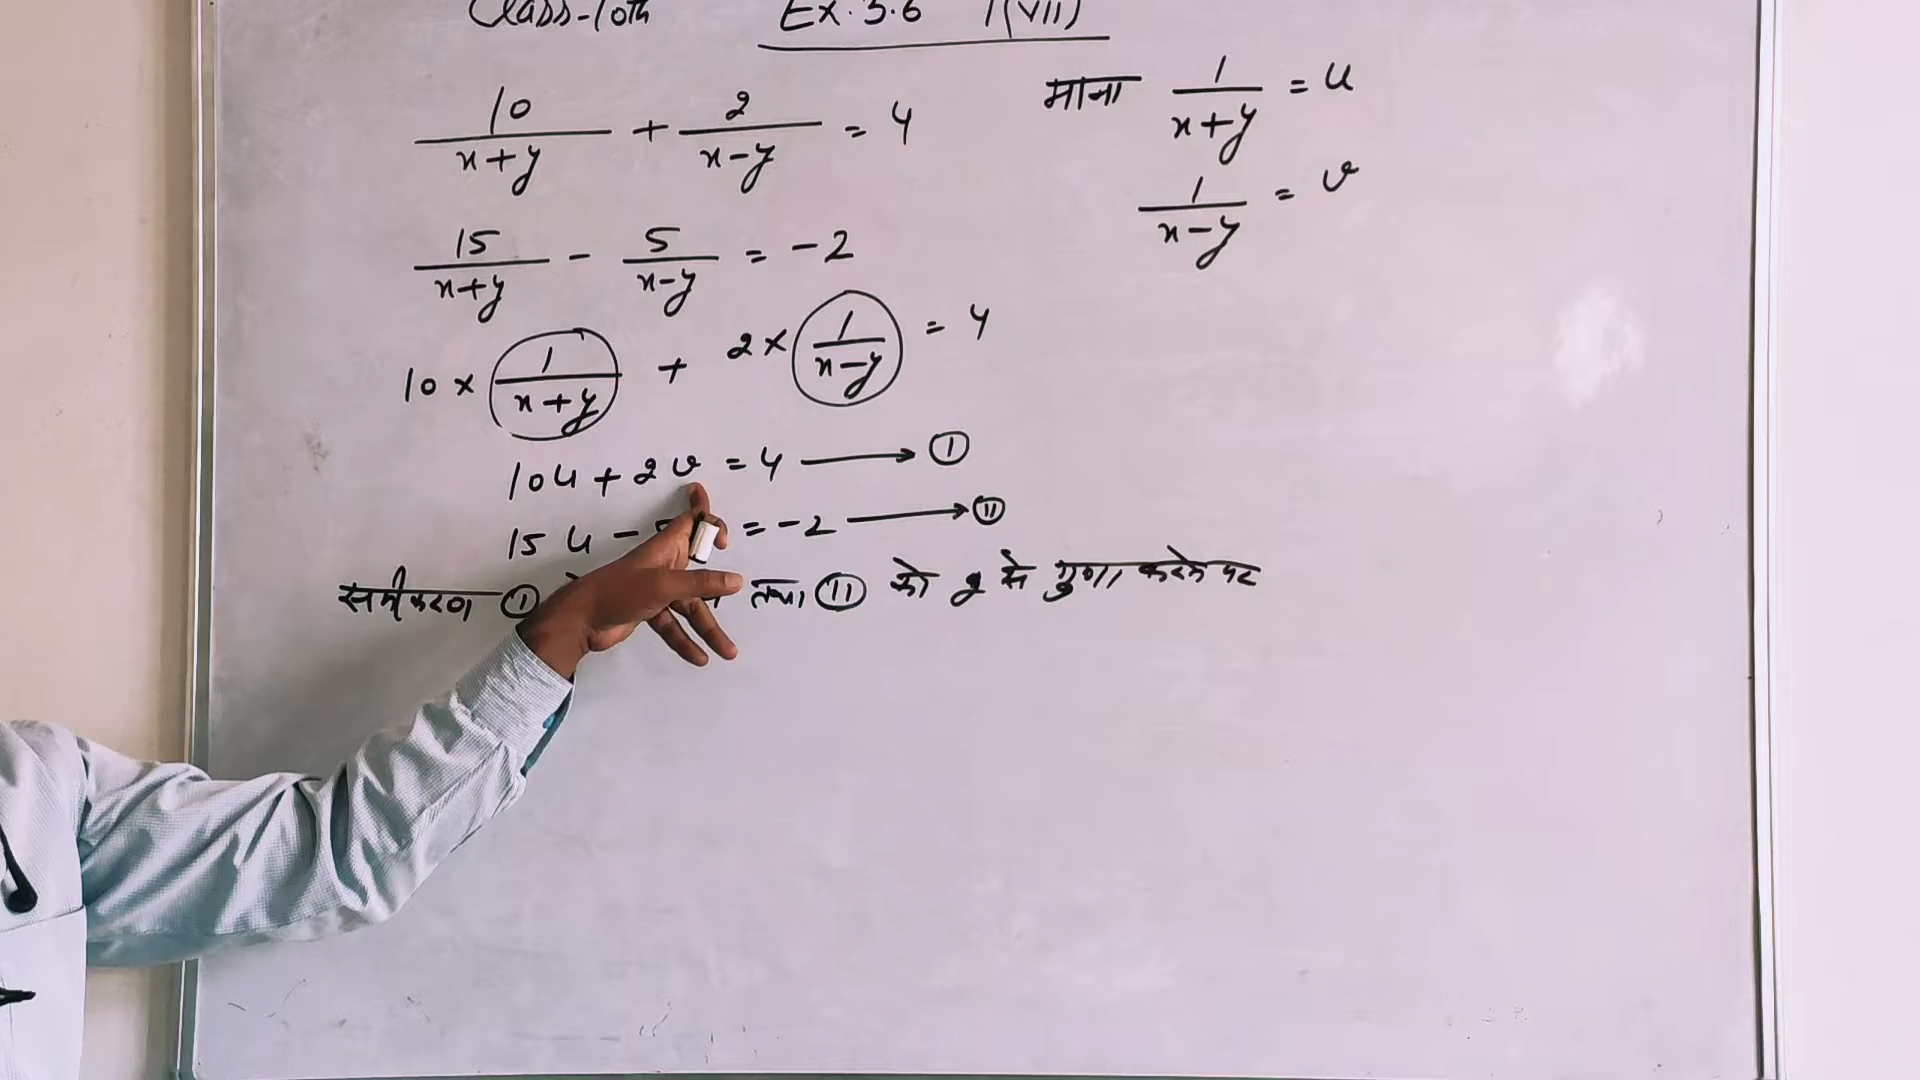 Class-10th Ex. 3.6 1(VII)
10/(x+y) + 2/(x-y) = 4
माना 1/(x+y) = u
1/(x-y) = v
15/(x+y) - 5/(x-y) = -2
10 × 1/(x+y) + 2 × 1/(x-y) = 4
10u + 2v = 4 ⟶ (I)
15u - = -2 ⟶ (II)
समीकरण (I) तथा (II) को 2 से गुणा करने पर